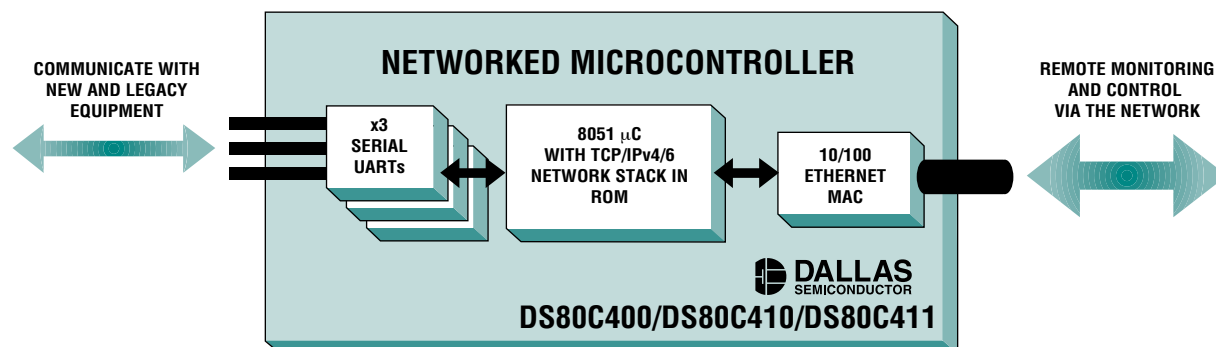 NETWORKED MICROCONTROLLER
COMMUNICATE WITH
NEW AND LEGACY
EQUIPMENT
x3
SERIAL
UARTs
8051 μC
WITH TCP/IPv4/6
NETWORK STACK IN
ROM
10/100
ETHERNET
MAC
REMOTE MONITORING
AND CONTROL
VIA THE NETWORK
DALLAS
SEMICONDUCTOR
DS80C400/DS80C410/DS80C411